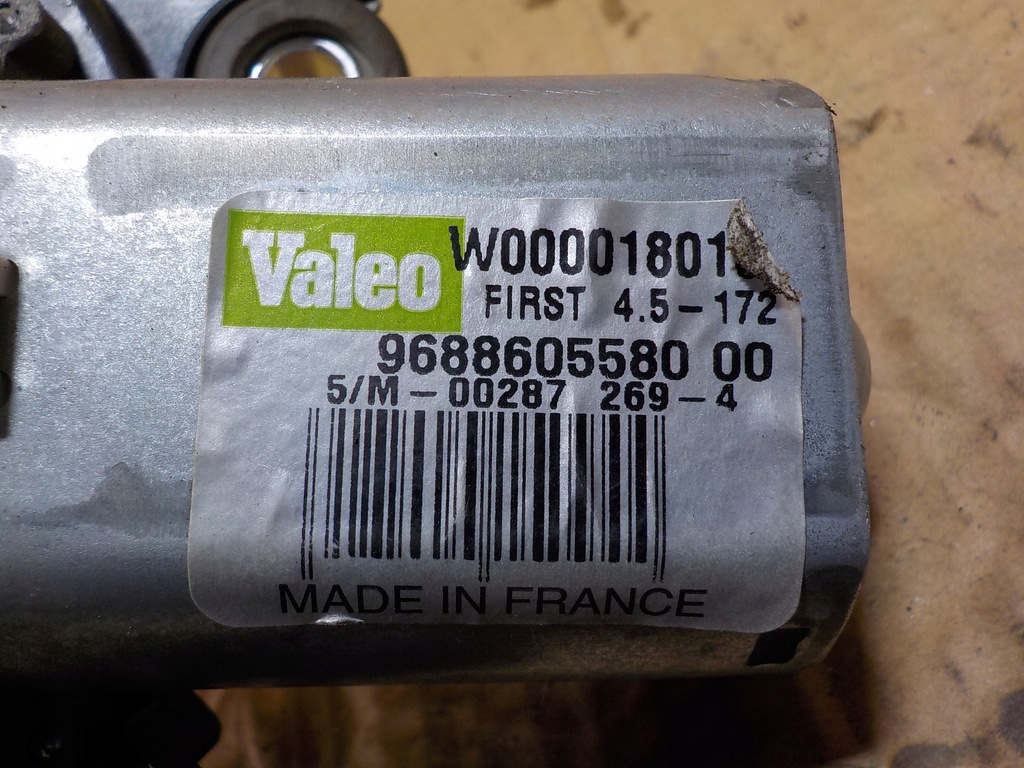 Valeo W00001801
FIRST 4.5-172
9688605580 00
5/M-00287 269-4
MADE IN FRANCE